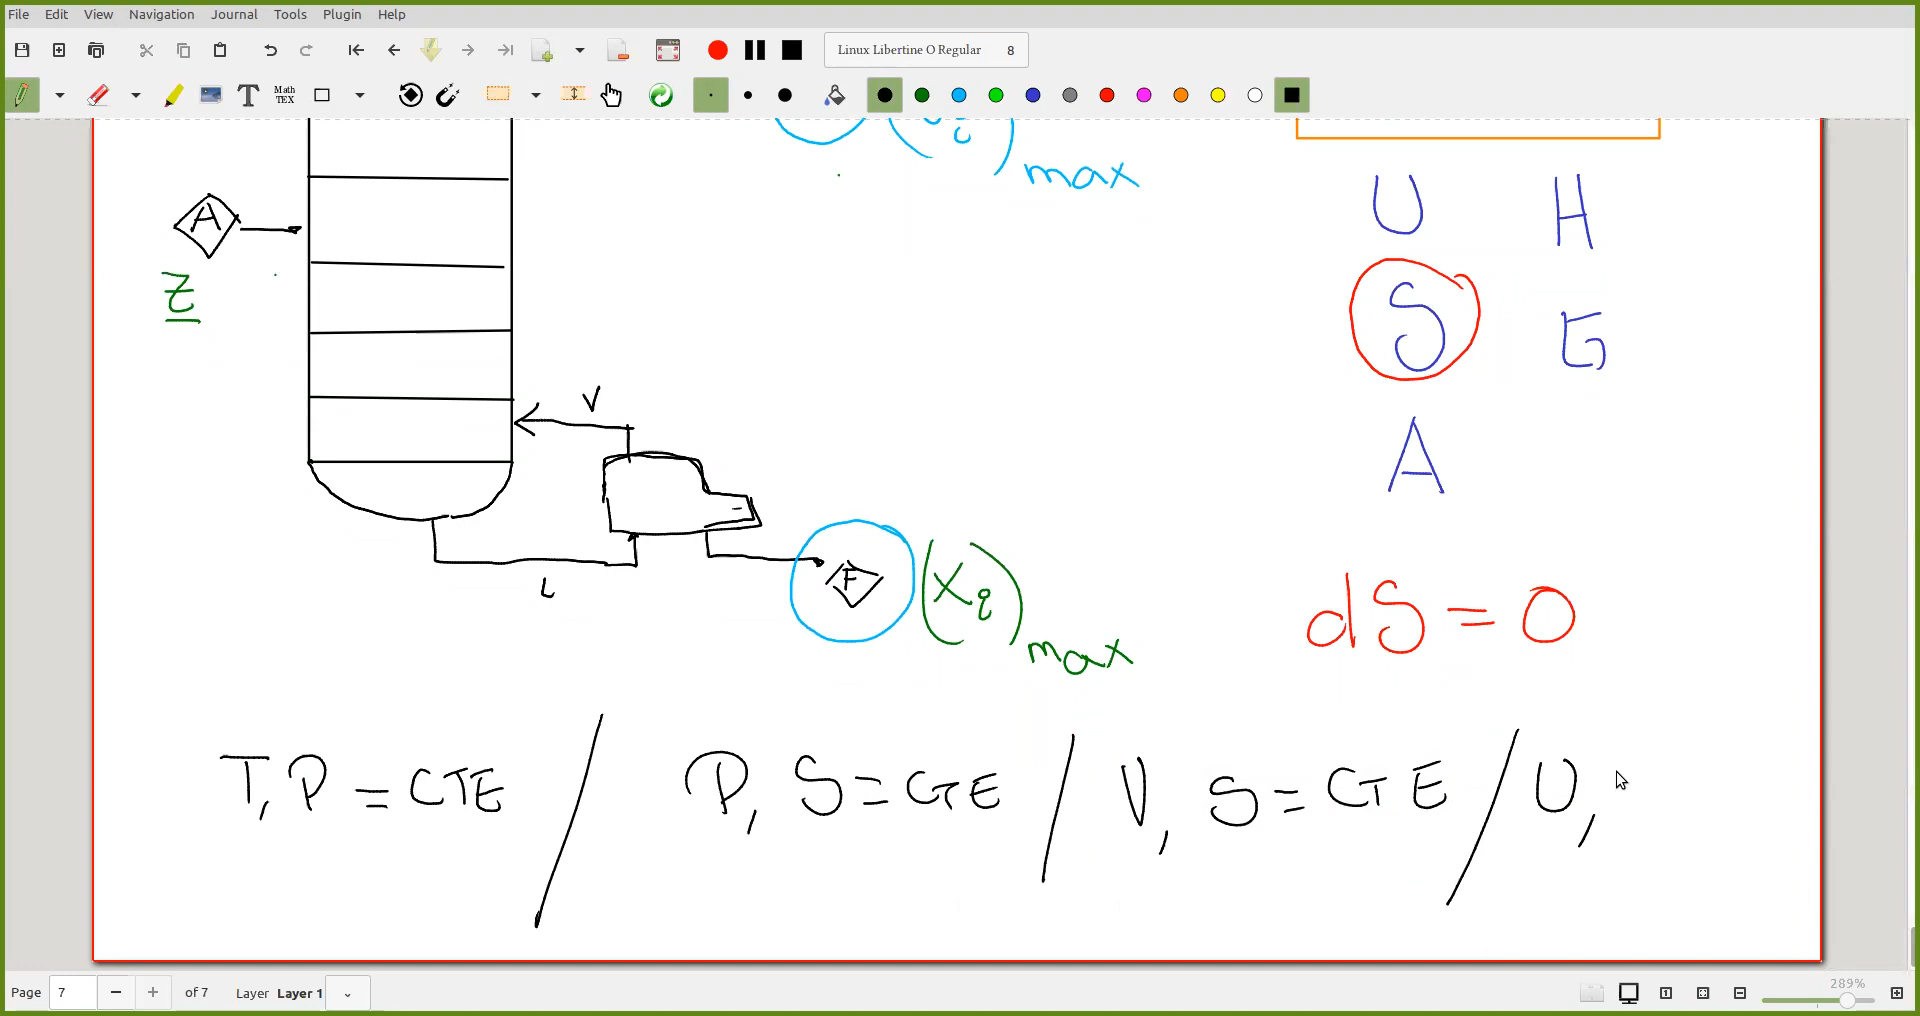 File Edit View Navigation Journal Tools Plugin Help
Linux Libertine O Regular 8
T Math TEX
max
A
U H
Z
S G
V
A
F (x i) max
L
dS = 0
T, P = CTE / P, S = CTE / V, S = CTE / U,
Page 7 of 7 Layer Layer 1 289%